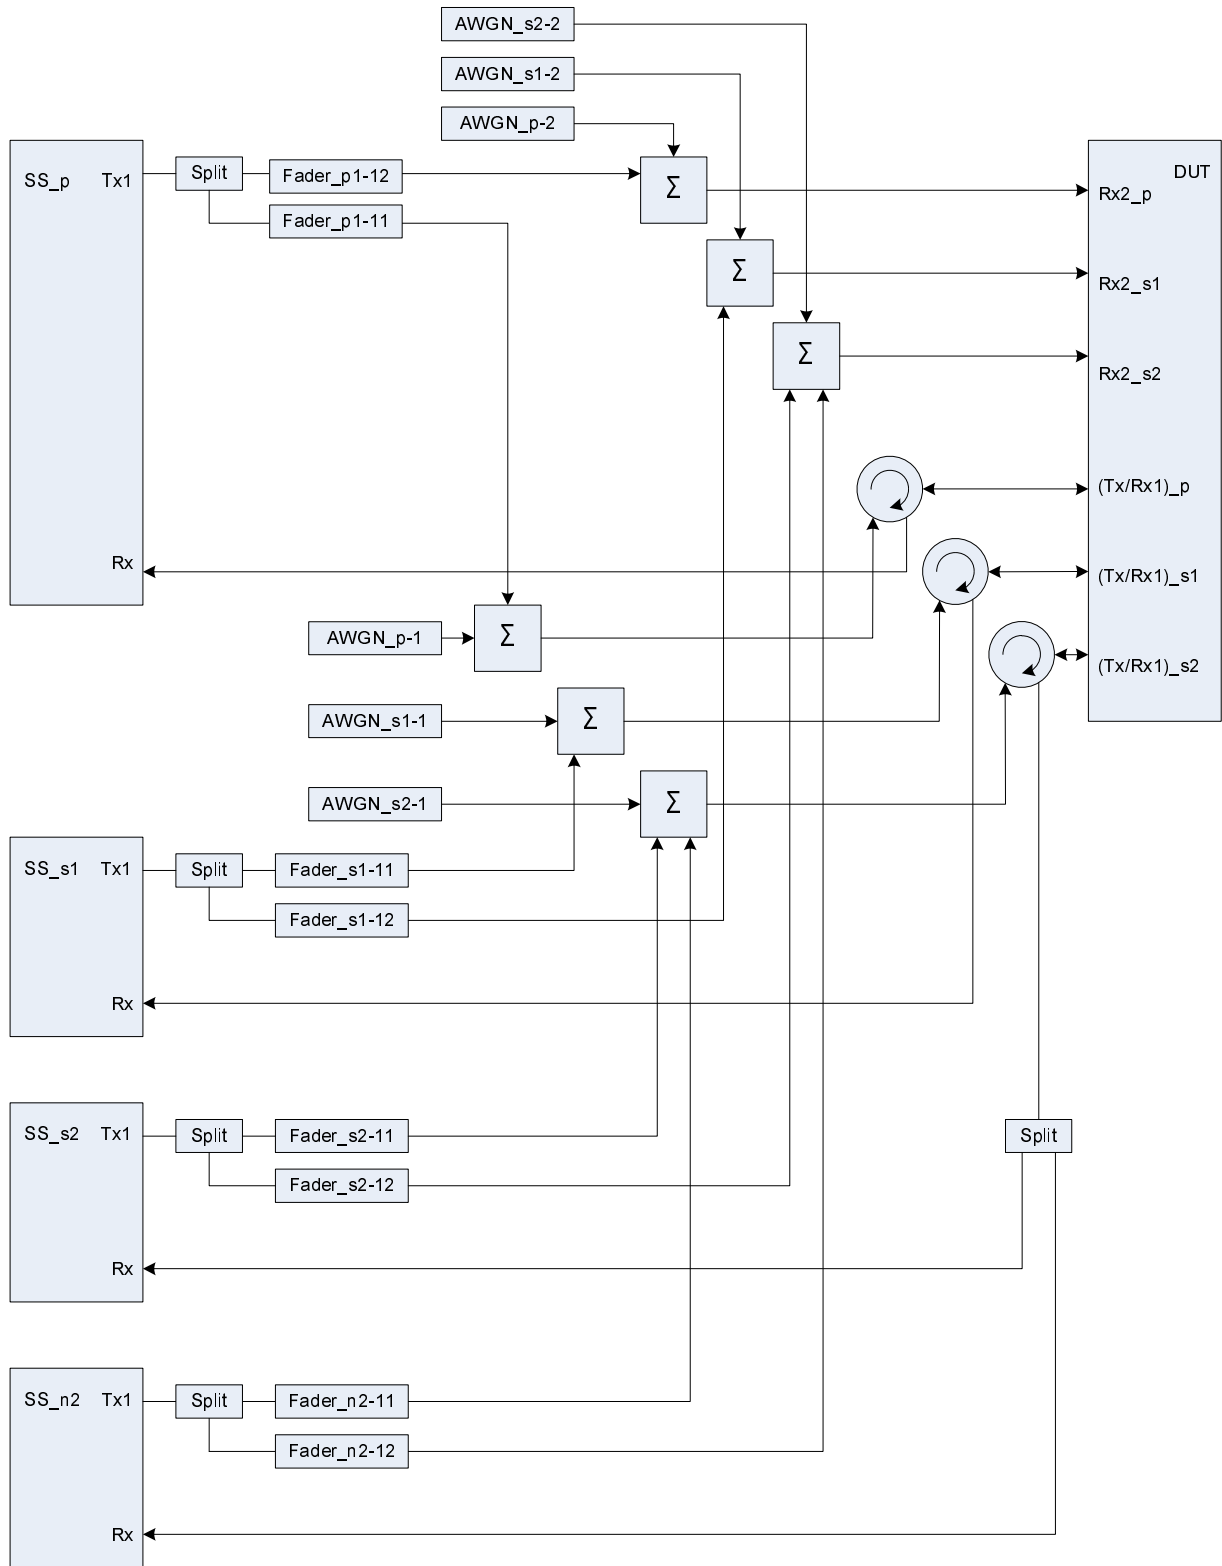 AWGN_s2-2
AWGN_s1-2
AWGN_p-2
SS_p Tx1
Split
Fader_p1-12
Fader_p1-11
Σ
DUT
Rx2_p
Σ
Rx2_s1
Σ
Rx2_s2
(Tx/Rx1)_p
Rx
(Tx/Rx1)_s1
AWGN_p-1
Σ
(Tx/Rx1)_s2
AWGN_s1-1
Σ
AWGN_s2-1
Σ
SS_s1 Tx1
Split
Fader_s1-11
Fader_s1-12
Rx
SS_s2 Tx1
Split
Fader_s2-11
Split
Fader_s2-12
Rx
SS_n2 Tx1
Split
Fader_n2-11
Fader_n2-12
Rx